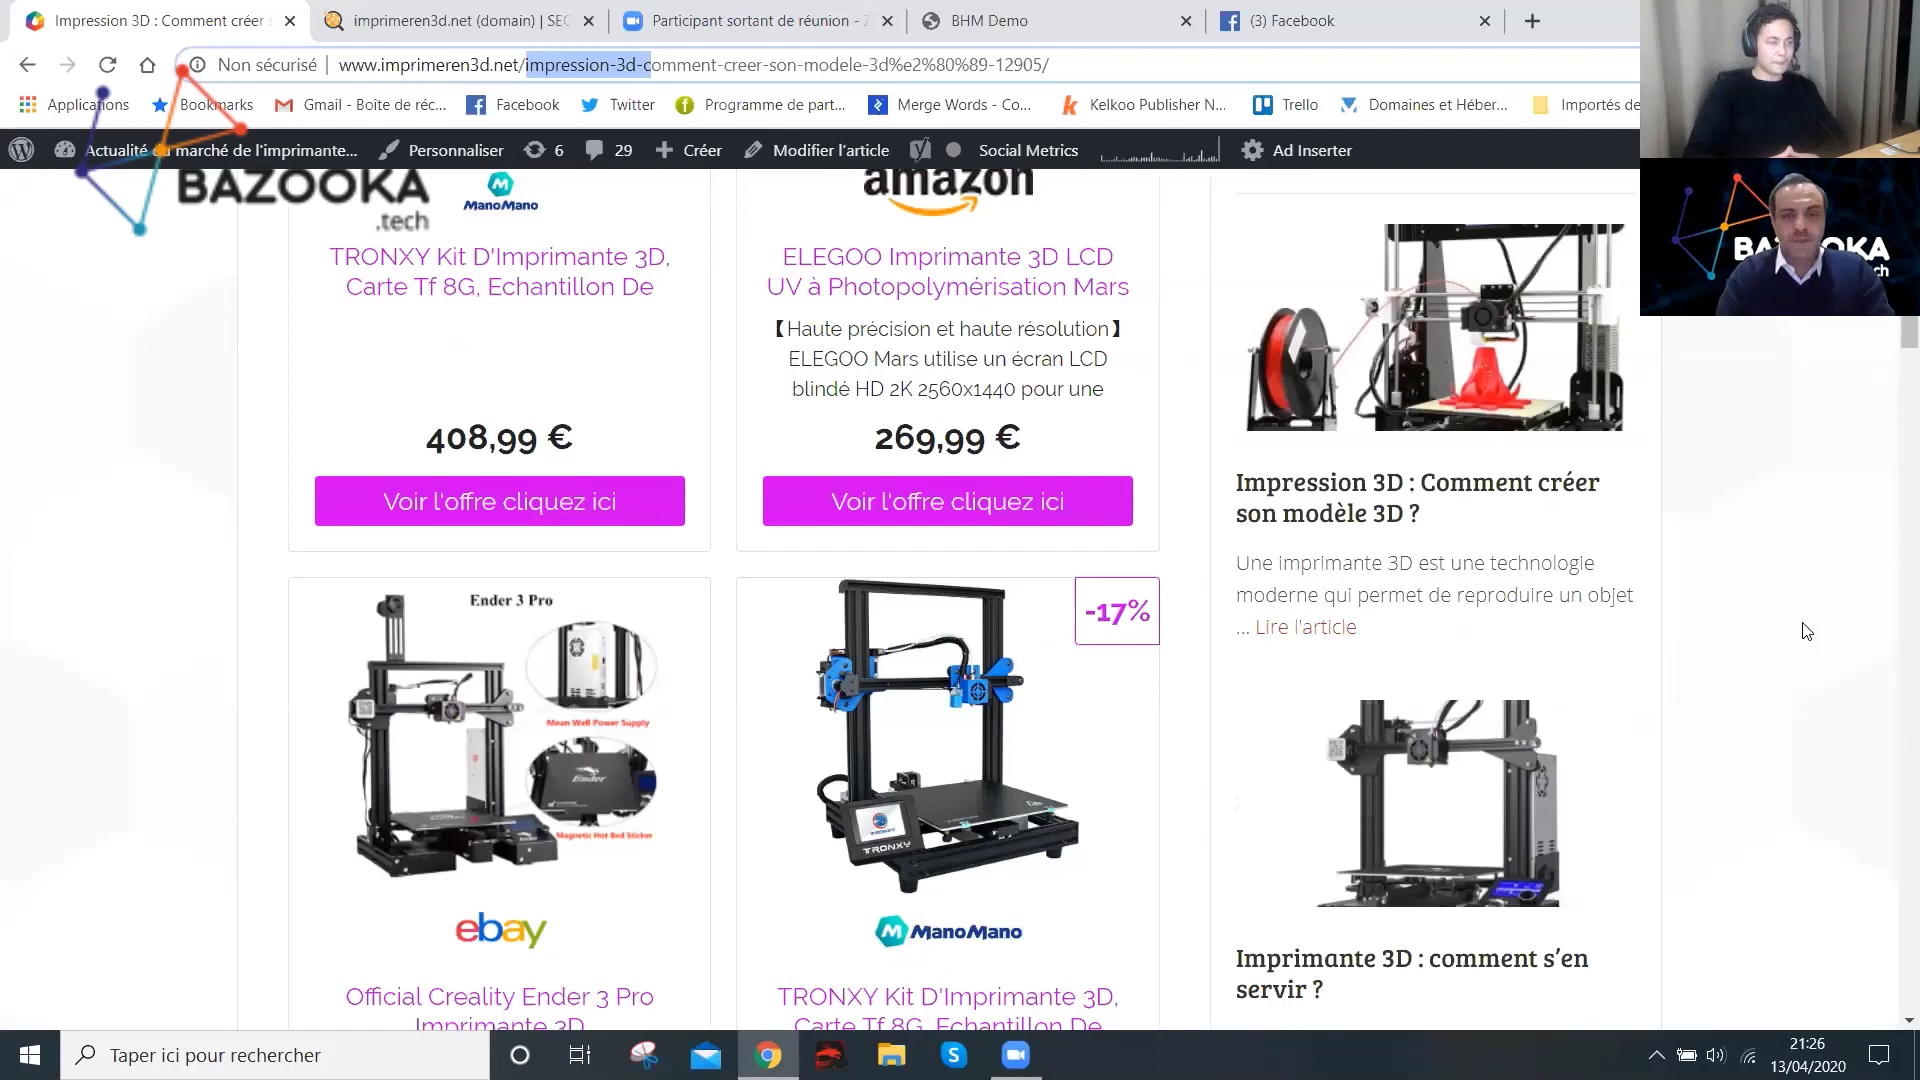 Impression 3D : Comment créer s
imprimeren3d.net (domain) | SEO
Participant sortant de réunion - Z
BHM Demo
(3) Facebook
Non sécurisé
www.imprimeren3d.net/impression-3d-comment-creer-son-modele-3d%e2%80%89-12905/
Applications
Bookmarks
Gmail - Boîte de réc...
Facebook
Twitter
Programme de part...
Merge Words - Co...
Kelkoo Publisher N...
Trello
Domaines et Héber...
Importés de
Actualité du marché de l'imprimante...
Personnaliser
6
29
Créer
Modifier l'article
Social Metrics
Ad Inserter
BAZOOKA
.tech
ManoMano
TRONXY Kit D'Imprimante 3D,
Carte Tf 8G, Echantillon De
408,99 €
Voir l'offre cliquez ici
amazon
ELEGOO Imprimante 3D LCD
UV à Photopolymérisation Mars
【Haute précision et haute résolution】
ELEGOO Mars utilise un écran LCD
blindé HD 2K 2560x1440 pour une
269,99 €
Voir l'offre cliquez ici
Ender 3 Pro
Mean Well Power Supply
Ender
Magnetic Hot Bed Sticker
ebay
Official Creality Ender 3 Pro
Imprimante 3D
-17%
TRONXY
ManoMano
TRONXY Kit D'Imprimante 3D,
Carte Tf 8G, Echantillon De
Impression 3D : Comment créer
son modèle 3D ?
Une imprimante 3D est une technologie
moderne qui permet de reproduire un objet
... Lire l'article
Imprimante 3D : comment s'en
servir ?
Taper ici pour rechercher
21:26
13/04/2020